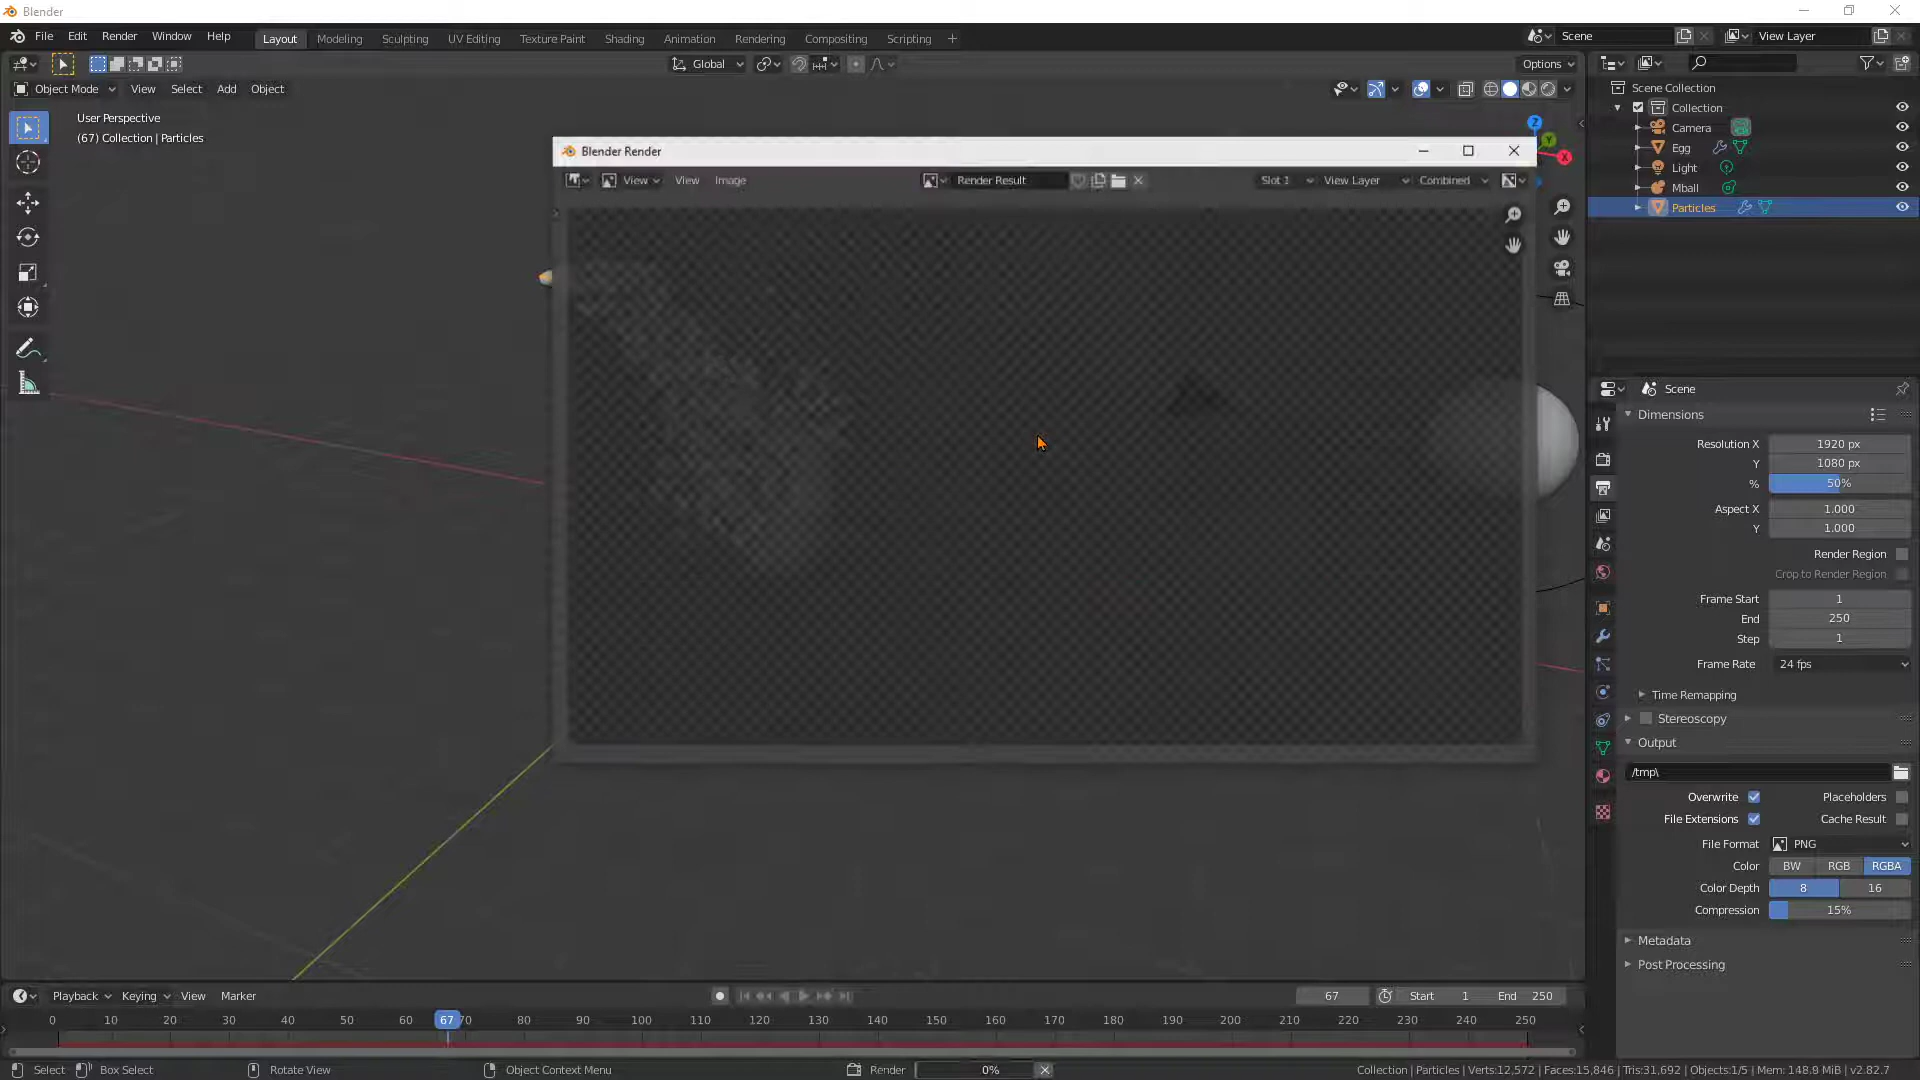 Blender
File Edit Render Window Help Layout Modeling Sculpting UV Editing Texture Paint Shading Animation Rendering Compositing Scripting + Scene View Layer
Global Options
Object Mode View Select Add Object
User Perspective
(67) Collection | Particles
Blender Render
View View Image Render Result Slot 1 View Layer Combined
Z
Y
X
Scene Collection
Collection
Camera
Egg
Light
Mball
Particles
Scene
Dimensions
Resolution X 1920 px
Y 1080 px
% 50%
Aspect X 1.000
Y 1.000
Render Region
Crop to Render Region
Frame Start 1
End 250
Step 1
Frame Rate 24 fps
Time Remapping
Stereoscopy
Output
/tmp\
Overwrite Placeholders
File Extensions Cache Result
File Format PNG
Color BW RGB RGBA
Color Depth 8 16
Compression 15%
Metadata
Post Processing
Playback Keying View Marker 67 Start 1 End 250
0 10 20 30 40 50 60 67 70 80 90 100 110 120 130 140 150 160 170 180 190 200 210 220 230 240 250
Select Box Select Rotate View Object Context Menu Render 0% Collection | Particles | Verts:12,572 | Faces:15,846 | Tris:31,692 | Objects:1/5 | Mem: 148.9 MiB | v2.82.7